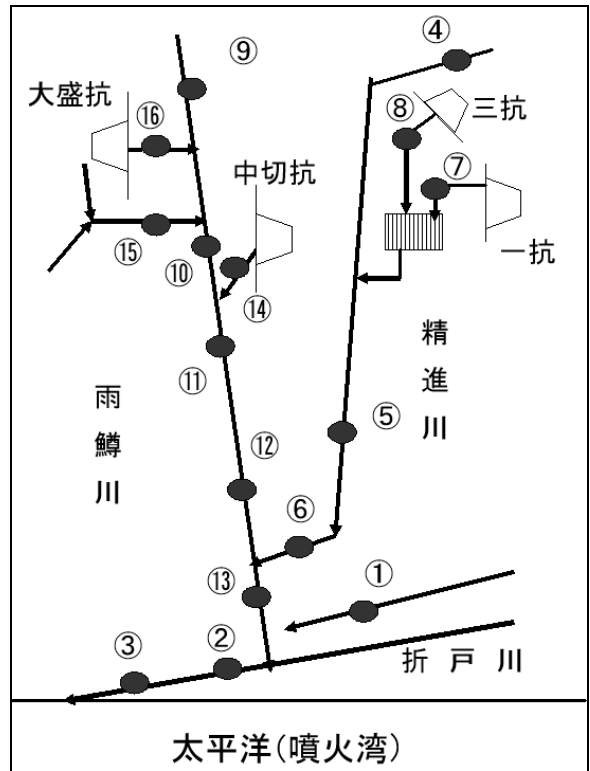 ⑨
④
大盛抗
⑯
⑧
三抗
中切抗
⑦
⑮
⑩
一抗
⑭
精進川
⑪
雨鱒川
⑤
⑫
⑥
⑬
①
③
②
折戸川
太平洋(噴火湾)